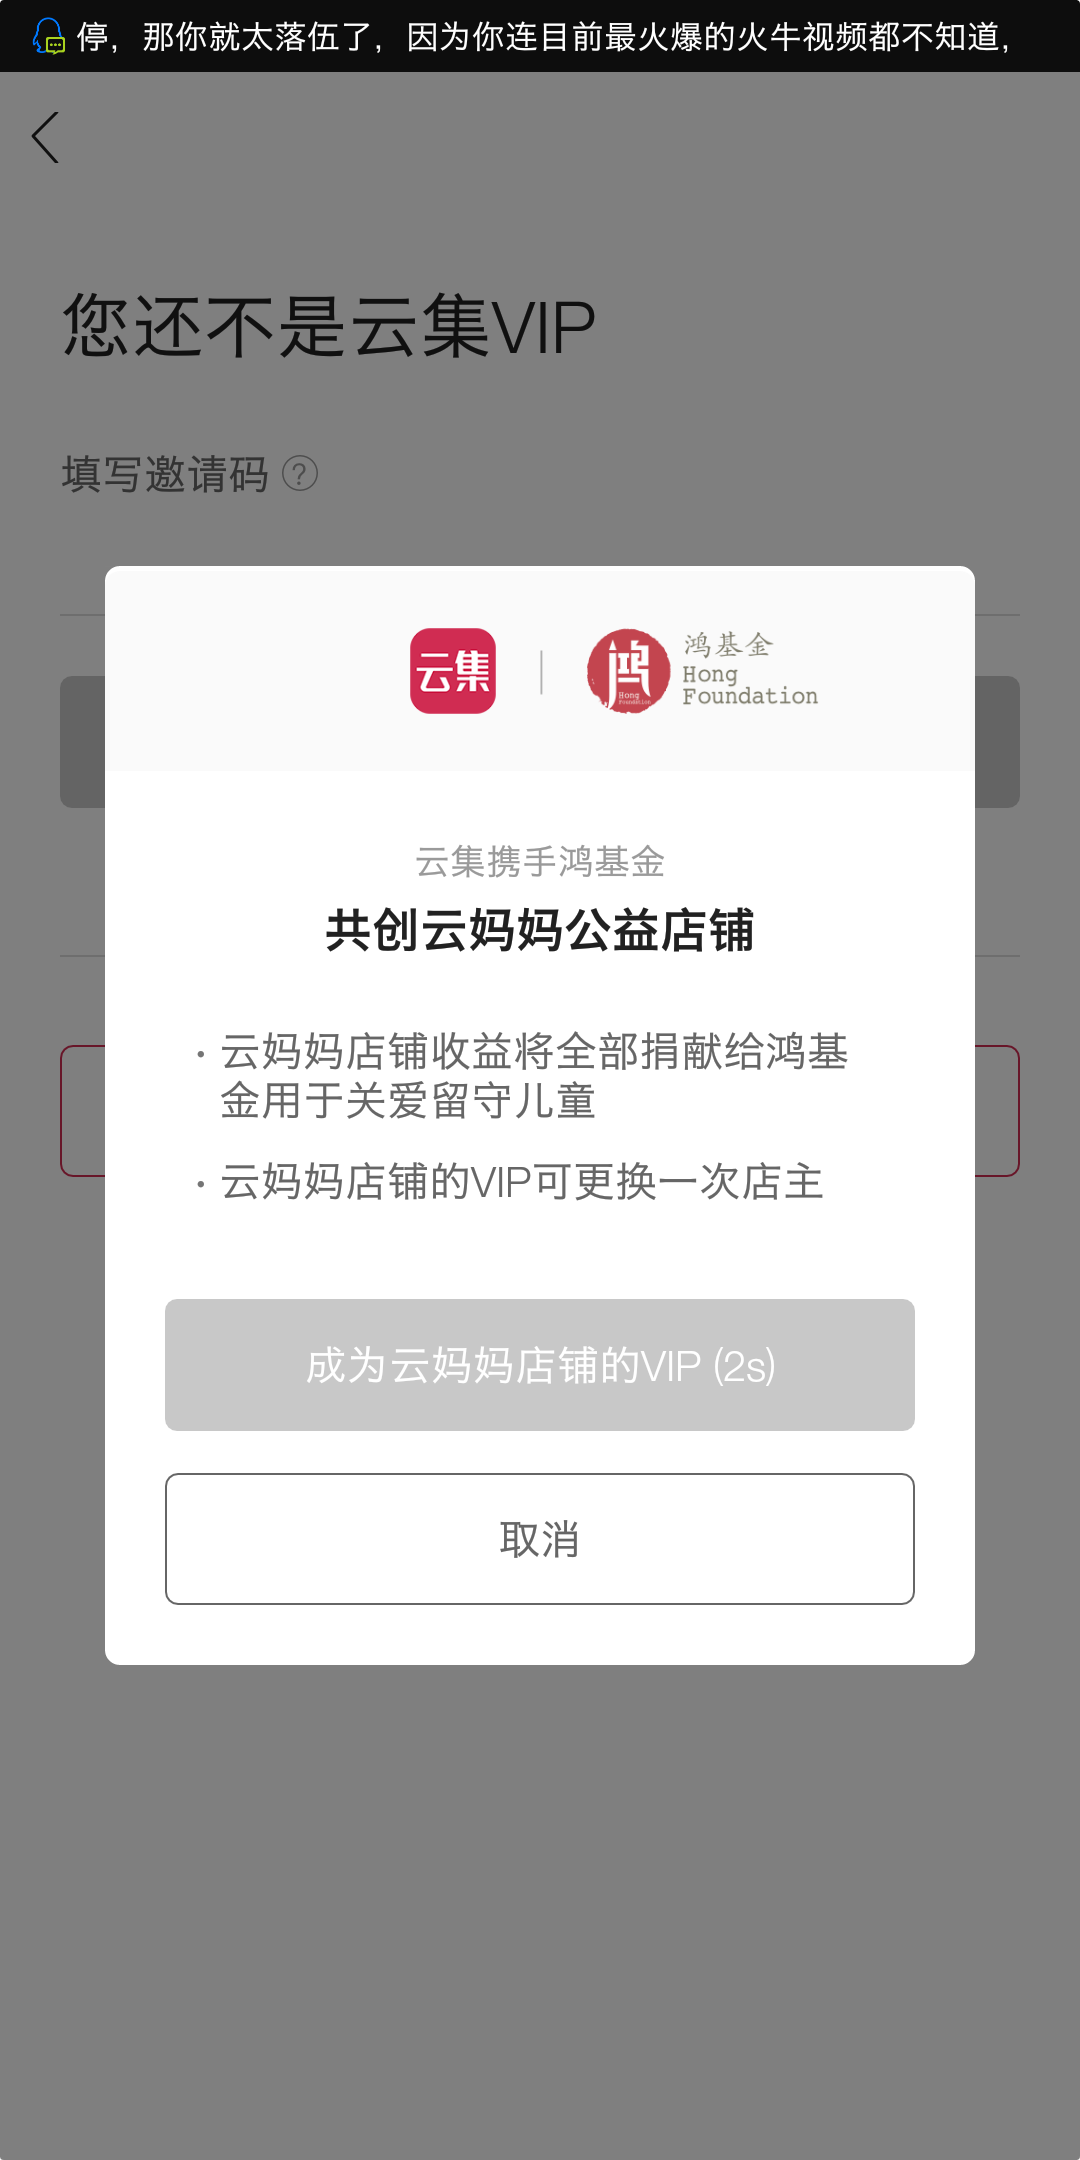 停，那你就太落伍了，因为你连目前最火爆的火牛视频都不知道，
您还不是云集VIP
填写邀请码 ?
云集
鸿
Hong
Foundation
鸿基金
Hong
Foundation
云集携手鸿基金
共创云妈妈公益店铺
· 云妈妈店铺收益将全部捐献给鸿基
金用于关爱留守儿童
· 云妈妈店铺的VIP可更换一次店主
成为云妈妈店铺的VIP (2s)
取消